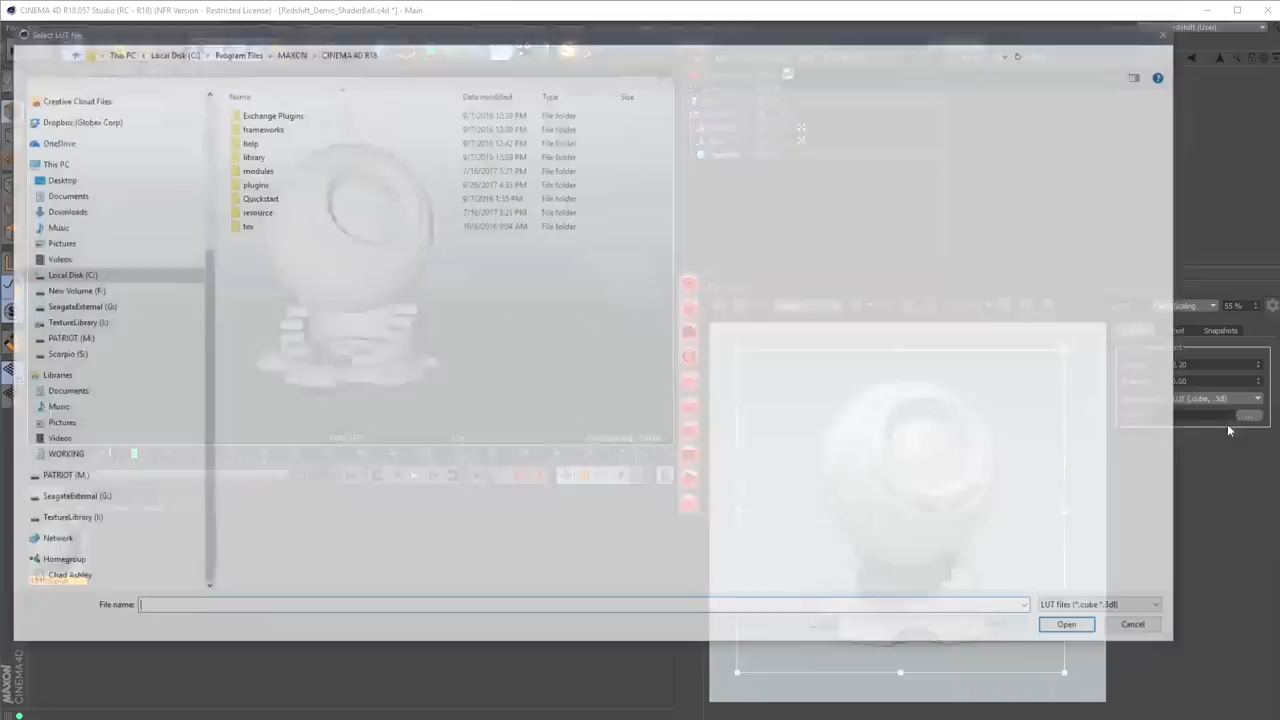 CINEMA 4D R18.057 Studio (RC - R18) (NFR Version - Restricted License) - [Redshift_Demo_ShaderBall.c4d *] - Main
Select LUT file
Redshift (User)
This PC > Local Disk (C:) > Program Files > MAXON > CINEMA 4D R18
Name
Date modified
Type
Size
Creative Cloud Files
Dropbox (Globex Corp)
OneDrive
This PC
Desktop
Documents
Downloads
Music
Pictures
Videos
Local Disk (C:)
New Volume (F:)
SeagateExternal (G:)
TextureLibrary (I:)
PATRIOT (M:)
Scorpio (S:)
Libraries
Documents
Music
Pictures
Videos
WORKING
PATRIOT (M:)
SeagateExternal (G:)
TextureLibrary (I:)
Network
Homegroup
Chad Ashley
Exchange Plugins 9/7/2016 12:39 PM File folder
frameworks 9/7/2016 12:39 PM File folder
help 9/7/2016 12:42 PM File folder
library 9/7/2016 12:39 PM File folder
modules 7/16/2017 3:21 PM File folder
plugins 9/26/2017 4:33 PM File folder
Quickstart 9/7/2016 1:35 PM File folder
resource 7/16/2017 3:21 PM File folder
tex 10/6/2016 9:04 AM File folder
Scaling
55 %
Snapshots
LUT (.cube, .3dl)
File name:
LUT files (*.cube *.3dl)
Open
Cancel
MAXON
CINEMA 4D